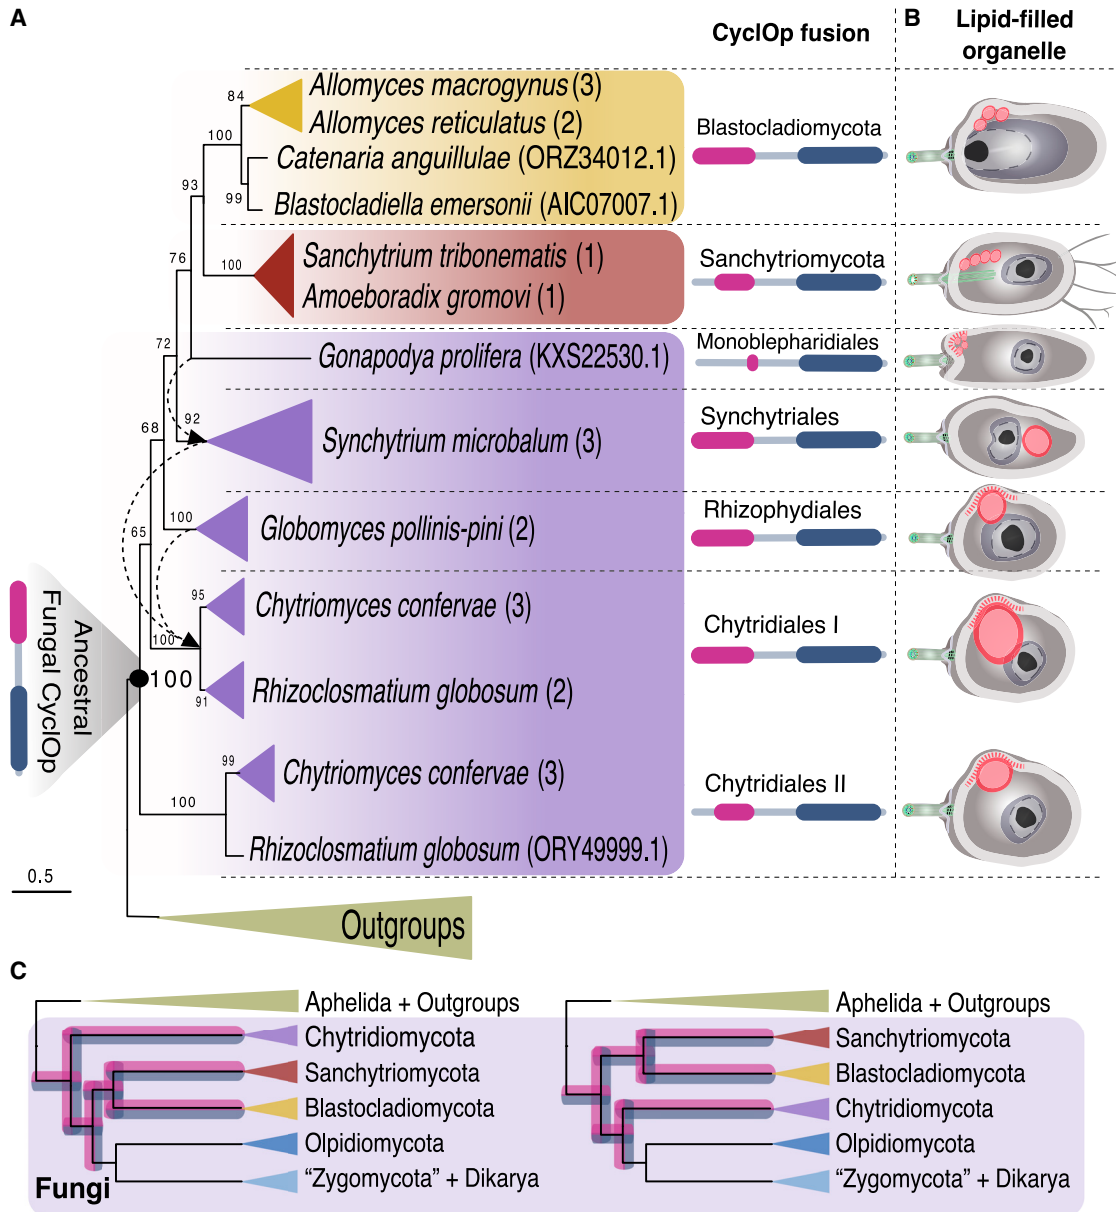 A
CyclOp fusion
B
Lipid-filled
organelle
84
Allomyces macrogynus (3)
Allomyces reticulatus (2)
100
Catenaria anguillulae (ORZ34012.1)
99
Blastocladiella emersonii (AIC07007.1)
Blastocladiomycota
93
100
Sanchytrium tribonematis (1)
Amoeboradix gromovi (1)
Sanchytriomycota
76
72
Gonapodya prolifera (KXS22530.1)
Monoblepharidiales
92
Synchytrium microbalum (3)
Synchytriales
68
100
Globomyces pollinis-pini (2)
Rhizophydiales
65
95
Chytriomyces confervae (3)
100
Chytridiales I
91
Rhizoclosmatium globosum (2)
Ancestral
Fungal CyclOp
100
99
Chytriomyces confervae (3)
100
Chytridiales II
Rhizoclosmatium globosum (ORY49999.1)
0.5
Outgroups
C
Aphelida + Outgroups
Chytridiomycota
Sanchytriomycota
Blastocladiomycota
Olpidiomycota
“Zygomycota” + Dikarya
Fungi
Aphelida + Outgroups
Sanchytriomycota
Blastocladiomycota
Chytridiomycota
Olpidiomycota
“Zygomycota” + Dikarya